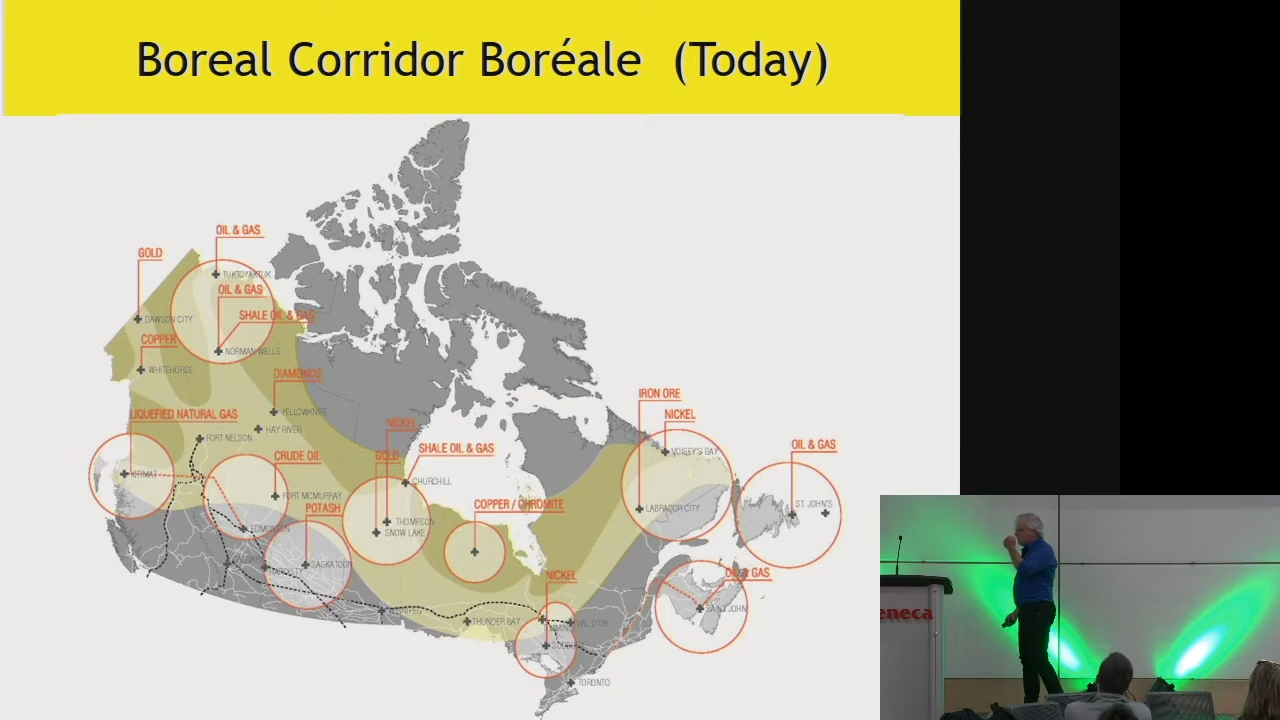 Boreal Corridor Boréale (Today)
OIL & GAS
GOLD
TUKTOYAKTUK
OIL & GAS
SHALE OIL & GAS
DAWSON CITY
COPPER
NORMAN WELLS
WHITEHORSE
DIAMONDS
IRON ORE
YELLOWKNIFE
LIQUEFIED NATURAL GAS
NICKEL
NICKEL
HAY RIVER
FORT NELSON
SHALE OIL & GAS
OIL & GAS
VOISEY'S BAY
CRUDE OIL
GOLD
KITIMAT
CHURCHILL
FORT MCMURRAY
POTASH
COPPER / CHROMITE
ST. JOHN'S
LABRADOR CITY
THOMPSON
EDMONTON
SNOW LAKE
SASKATOON
NICKEL
SAINT JOHN
WINNIPEG
THUNDER BAY
VAL D'OR
TORONTO
eneca